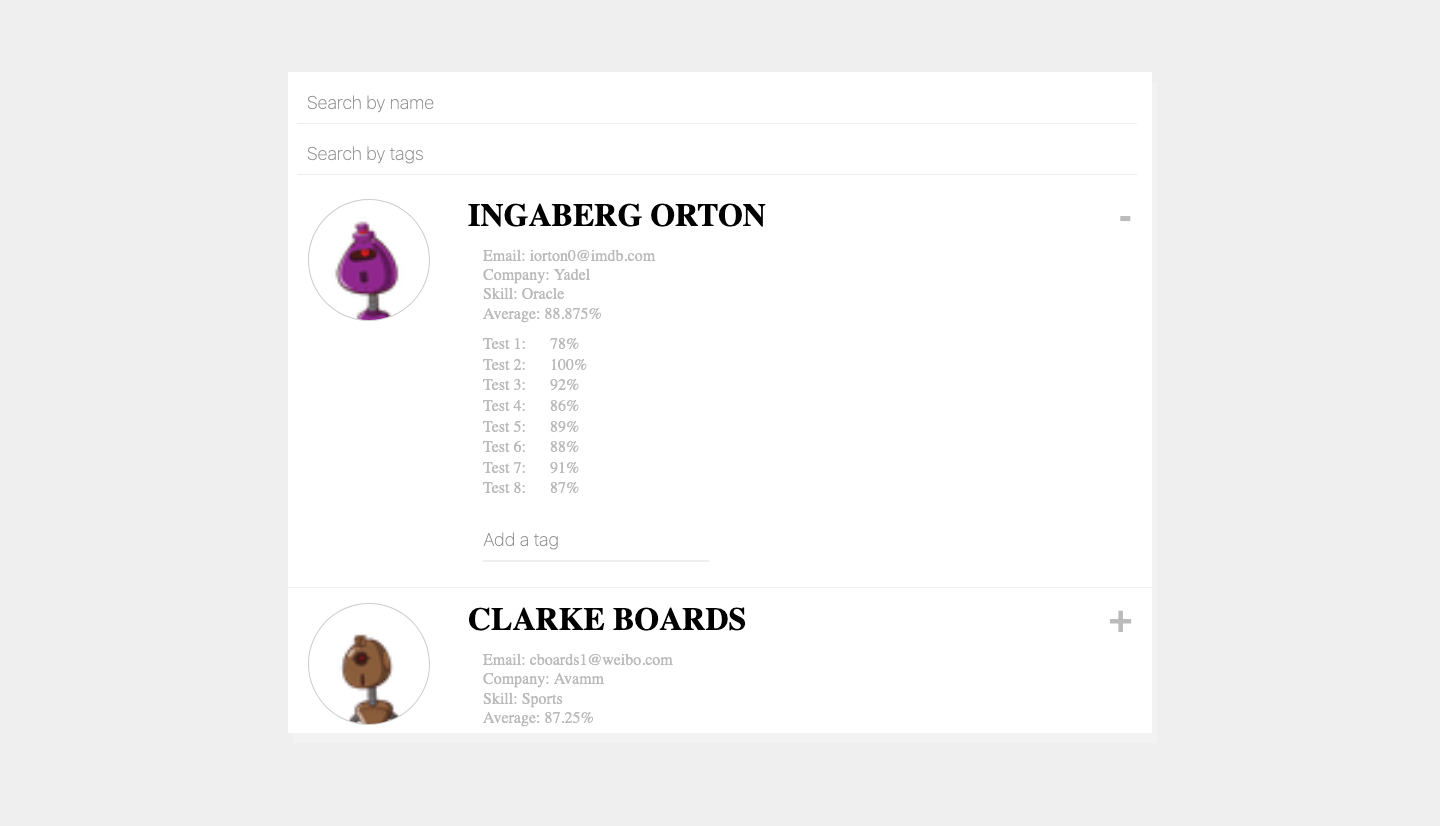 Search by name
Search by tags
INGABERG ORTON
-
Email: iorton0@imdb.com
Company: Yadel
Skill: Oracle
Average: 88.875%
Test 1: 78%
Test 2: 100%
Test 3: 92%
Test 4: 86%
Test 5: 89%
Test 6: 88%
Test 7: 91%
Test 8: 87%
Add a tag
CLARKE BOARDS
+
Email: cboards1@weibo.com
Company: Avamm
Skill: Sports
Average: 87.25%